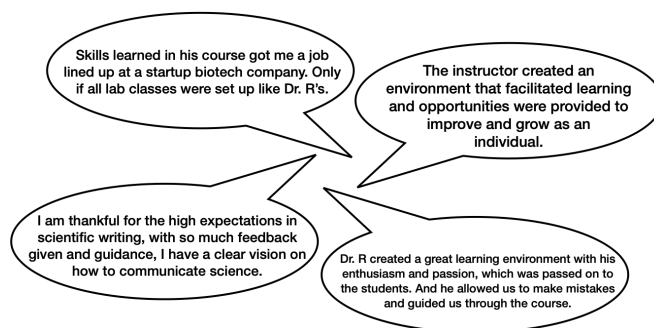 Skills learned in his course got me a job
lined up at a startup biotech company. Only
if all lab classes were set up like Dr. R's.
The instructor created an
environment that facilitated learning
and opportunities were provided to
improve and grow as an
individual.
I am thankful for the high expectations in
scientific writing, with so much feedback
given and guidance, I have a clear vision on
how to communicate science.
Dr. R created a great learning environment with his
enthusiasm and passion, which was passed on to
the students. And he allowed us to make mistakes
and guided us through the course.